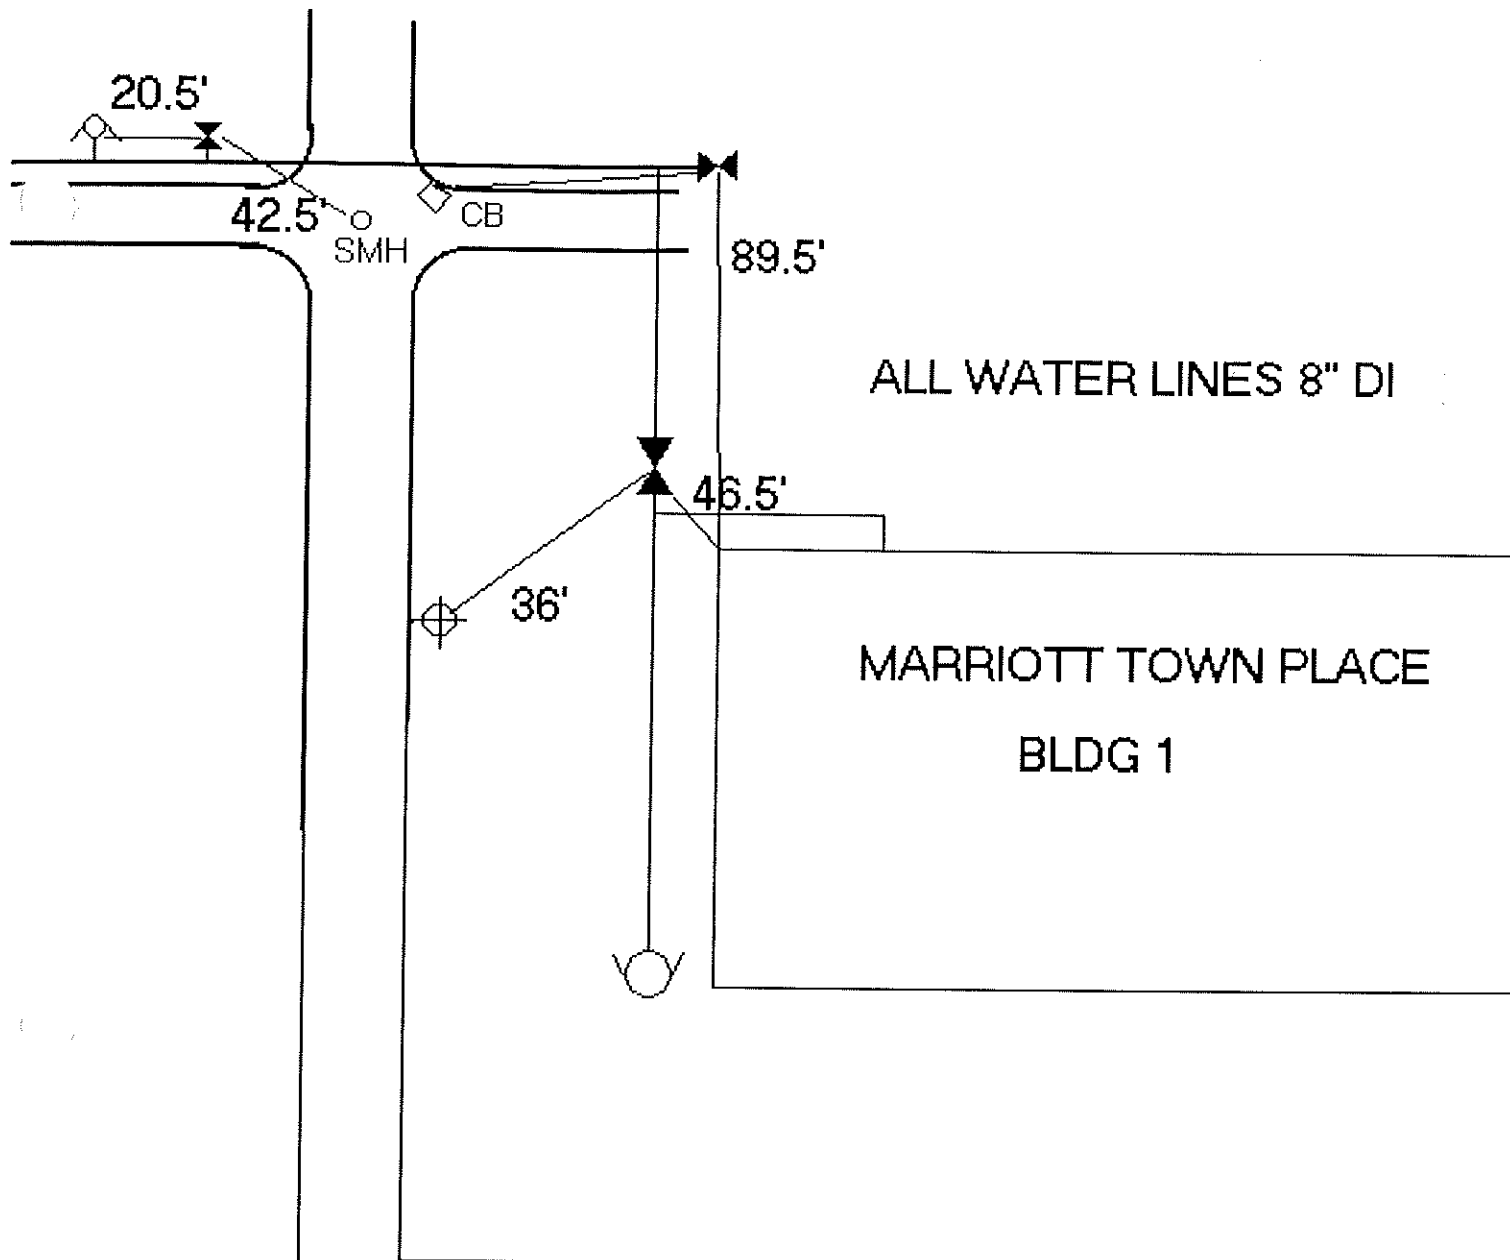 20.5'
42.5'
SMH
CB
89.5'
ALL WATER LINES 8" DI
46.5'
36'
MARRIOTT TOWN PLACE
BLDG 1